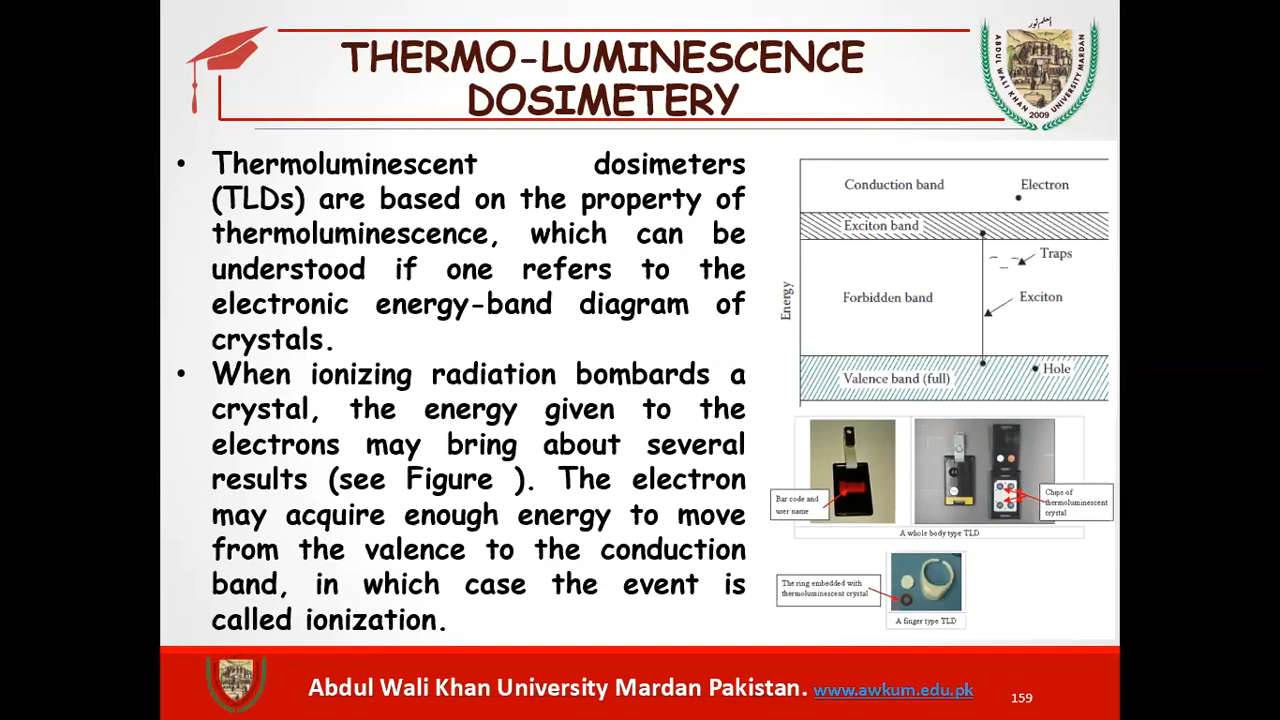 THERMO-LUMINESCENCE
DOSIMETERY
ABDUL WALI KHAN UNIVERSITY MARDAN
2009
• Thermoluminescent dosimeters
(TLDs) are based on the property of
thermoluminescence, which can be
understood if one refers to the
electronic energy-band diagram of
crystals.
• When ionizing radiation bombards a
crystal, the energy given to the
electrons may bring about several
results (see Figure ). The electron
may acquire enough energy to move
from the valence to the conduction
band, in which case the event is
called ionization.
Conduction band
Electron
Exciton band
Traps
Energy
Forbidden band
Exciton
Valence band (full)
Hole
Bar code and
user name
Chips of
thermoluminescent
crystal
A whole body type TLD
The ring embedded with
thermoluminescent crystal
A finger type TLD
Abdul Wali Khan University Mardan Pakistan. www.awkum.edu.pk
159